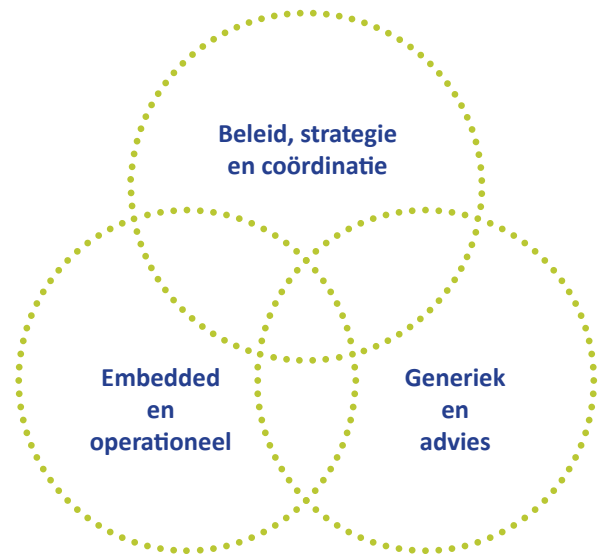 Beleid, strategie
en coördinatie
Embedded
en
operationeel
Generiek
en
advies